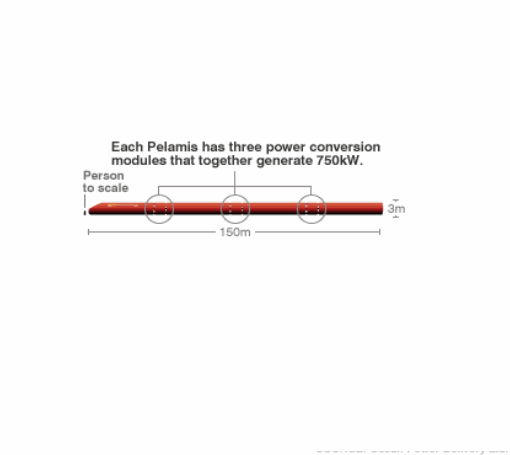 Each Pelamis has three power conversion
modules that together generate 750kW.
Person
to scale
3m
150m